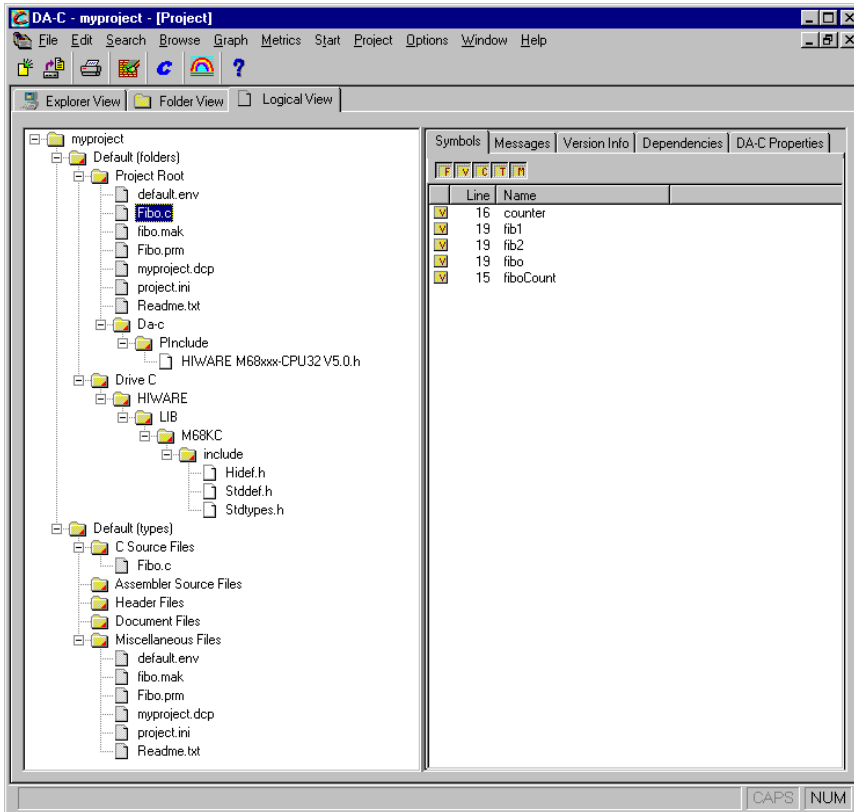 DA-C - myproject - [Project]
File Edit Search Browse Graph Metrics Start Project Options Window Help
C ?
Explorer View Folder View Logical View
myproject
Default (folders)
Project Root
default.env
Fibo.c
fibo.mak
Fibo.prm
myproject.dcp
project.ini
Readme.txt
Da-c
PInclude
HIWARE M68xxx-CPU32 V5.0.h
Drive C
HIWARE
LIB
M68KC
include
Hidef.h
Stddef.h
Stdtypes.h
Default (types)
C Source Files
Fibo.c
Assembler Source Files
Header Files
Document Files
Miscellaneous Files
default.env
fibo.mak
Fibo.prm
myproject.dcp
project.ini
Readme.txt
Symbols Messages Version Info Dependencies DA-C Properties
F V C T M
Line Name
V 16 counter
V 19 fib1
V 19 fib2
V 19 fibo
V 15 fiboCount
CAPS NUM